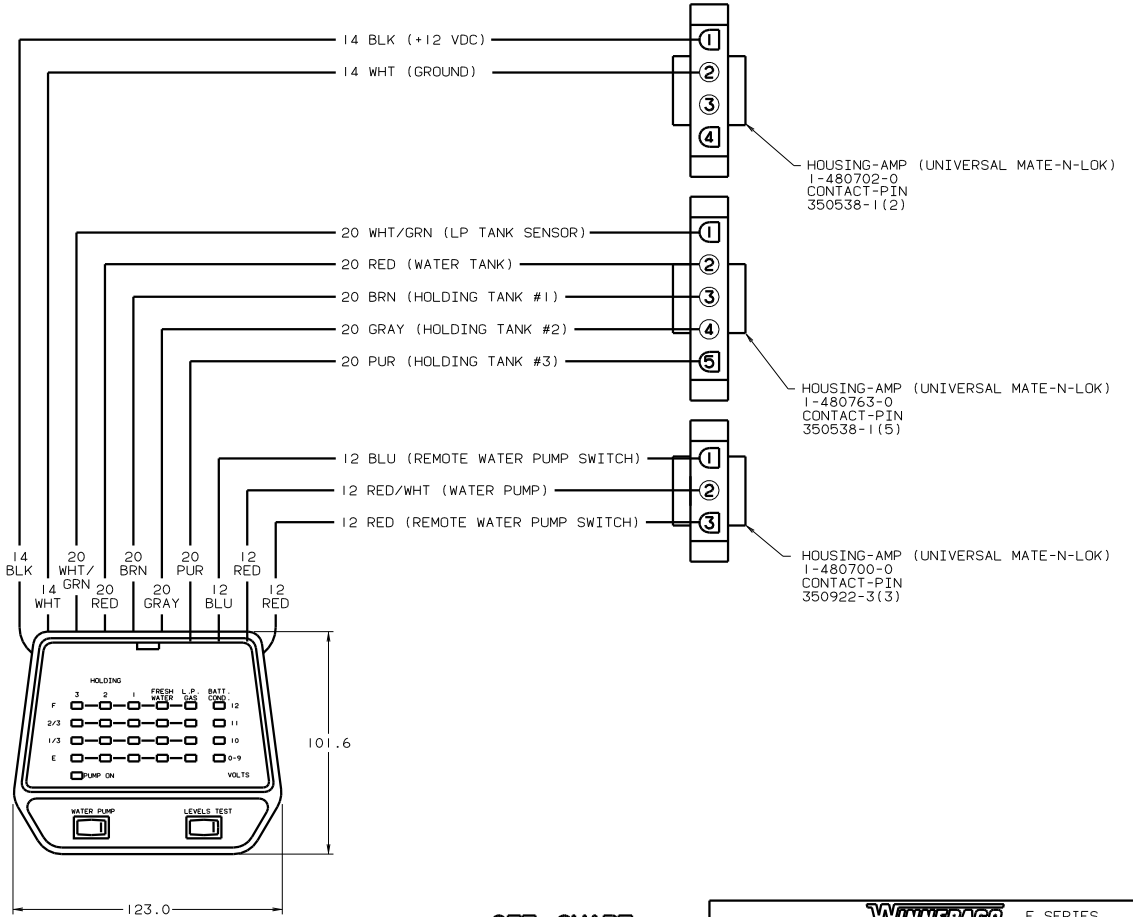 14 BLK (+12 VDC)
14 WHT (GROUND)
1
2
3
4
HOUSING-AMP (UNIVERSAL MATE-N-LOK)
1-480702-0
CONTACT-PIN
350538-1(2)
20 WHT/GRN (LP TANK SENSOR)
20 RED (WATER TANK)
20 BRN (HOLDING TANK #1)
20 GRAY (HOLDING TANK #2)
20 PUR (HOLDING TANK #3)
1
2
3
4
5
HOUSING-AMP (UNIVERSAL MATE-N-LOK)
1-480763-0
CONTACT-PIN
350538-1(5)
12 BLU (REMOTE WATER PUMP SWITCH)
12 RED/WHT (WATER PUMP)
12 RED (REMOTE WATER PUMP SWITCH)
1
2
3
HOUSING-AMP (UNIVERSAL MATE-N-LOK)
1-480700-0
CONTACT-PIN
350922-3(3)
14
BLK
14
WHT
20
WHT/
GRN
20
RED
20
BRN
20
GRAY
20
PUR
12
BLU
12
RED
12
RED
HOLDING
3 2 1 FRESH WATER L.P. GAS BATT. COND.
F 12
2/3 11
1/3 10
E 0-9
PUMP ON VOLTS
WATER PUMP LEVELS TEST
101.6
123.0
WINNEBAGO E SERIES